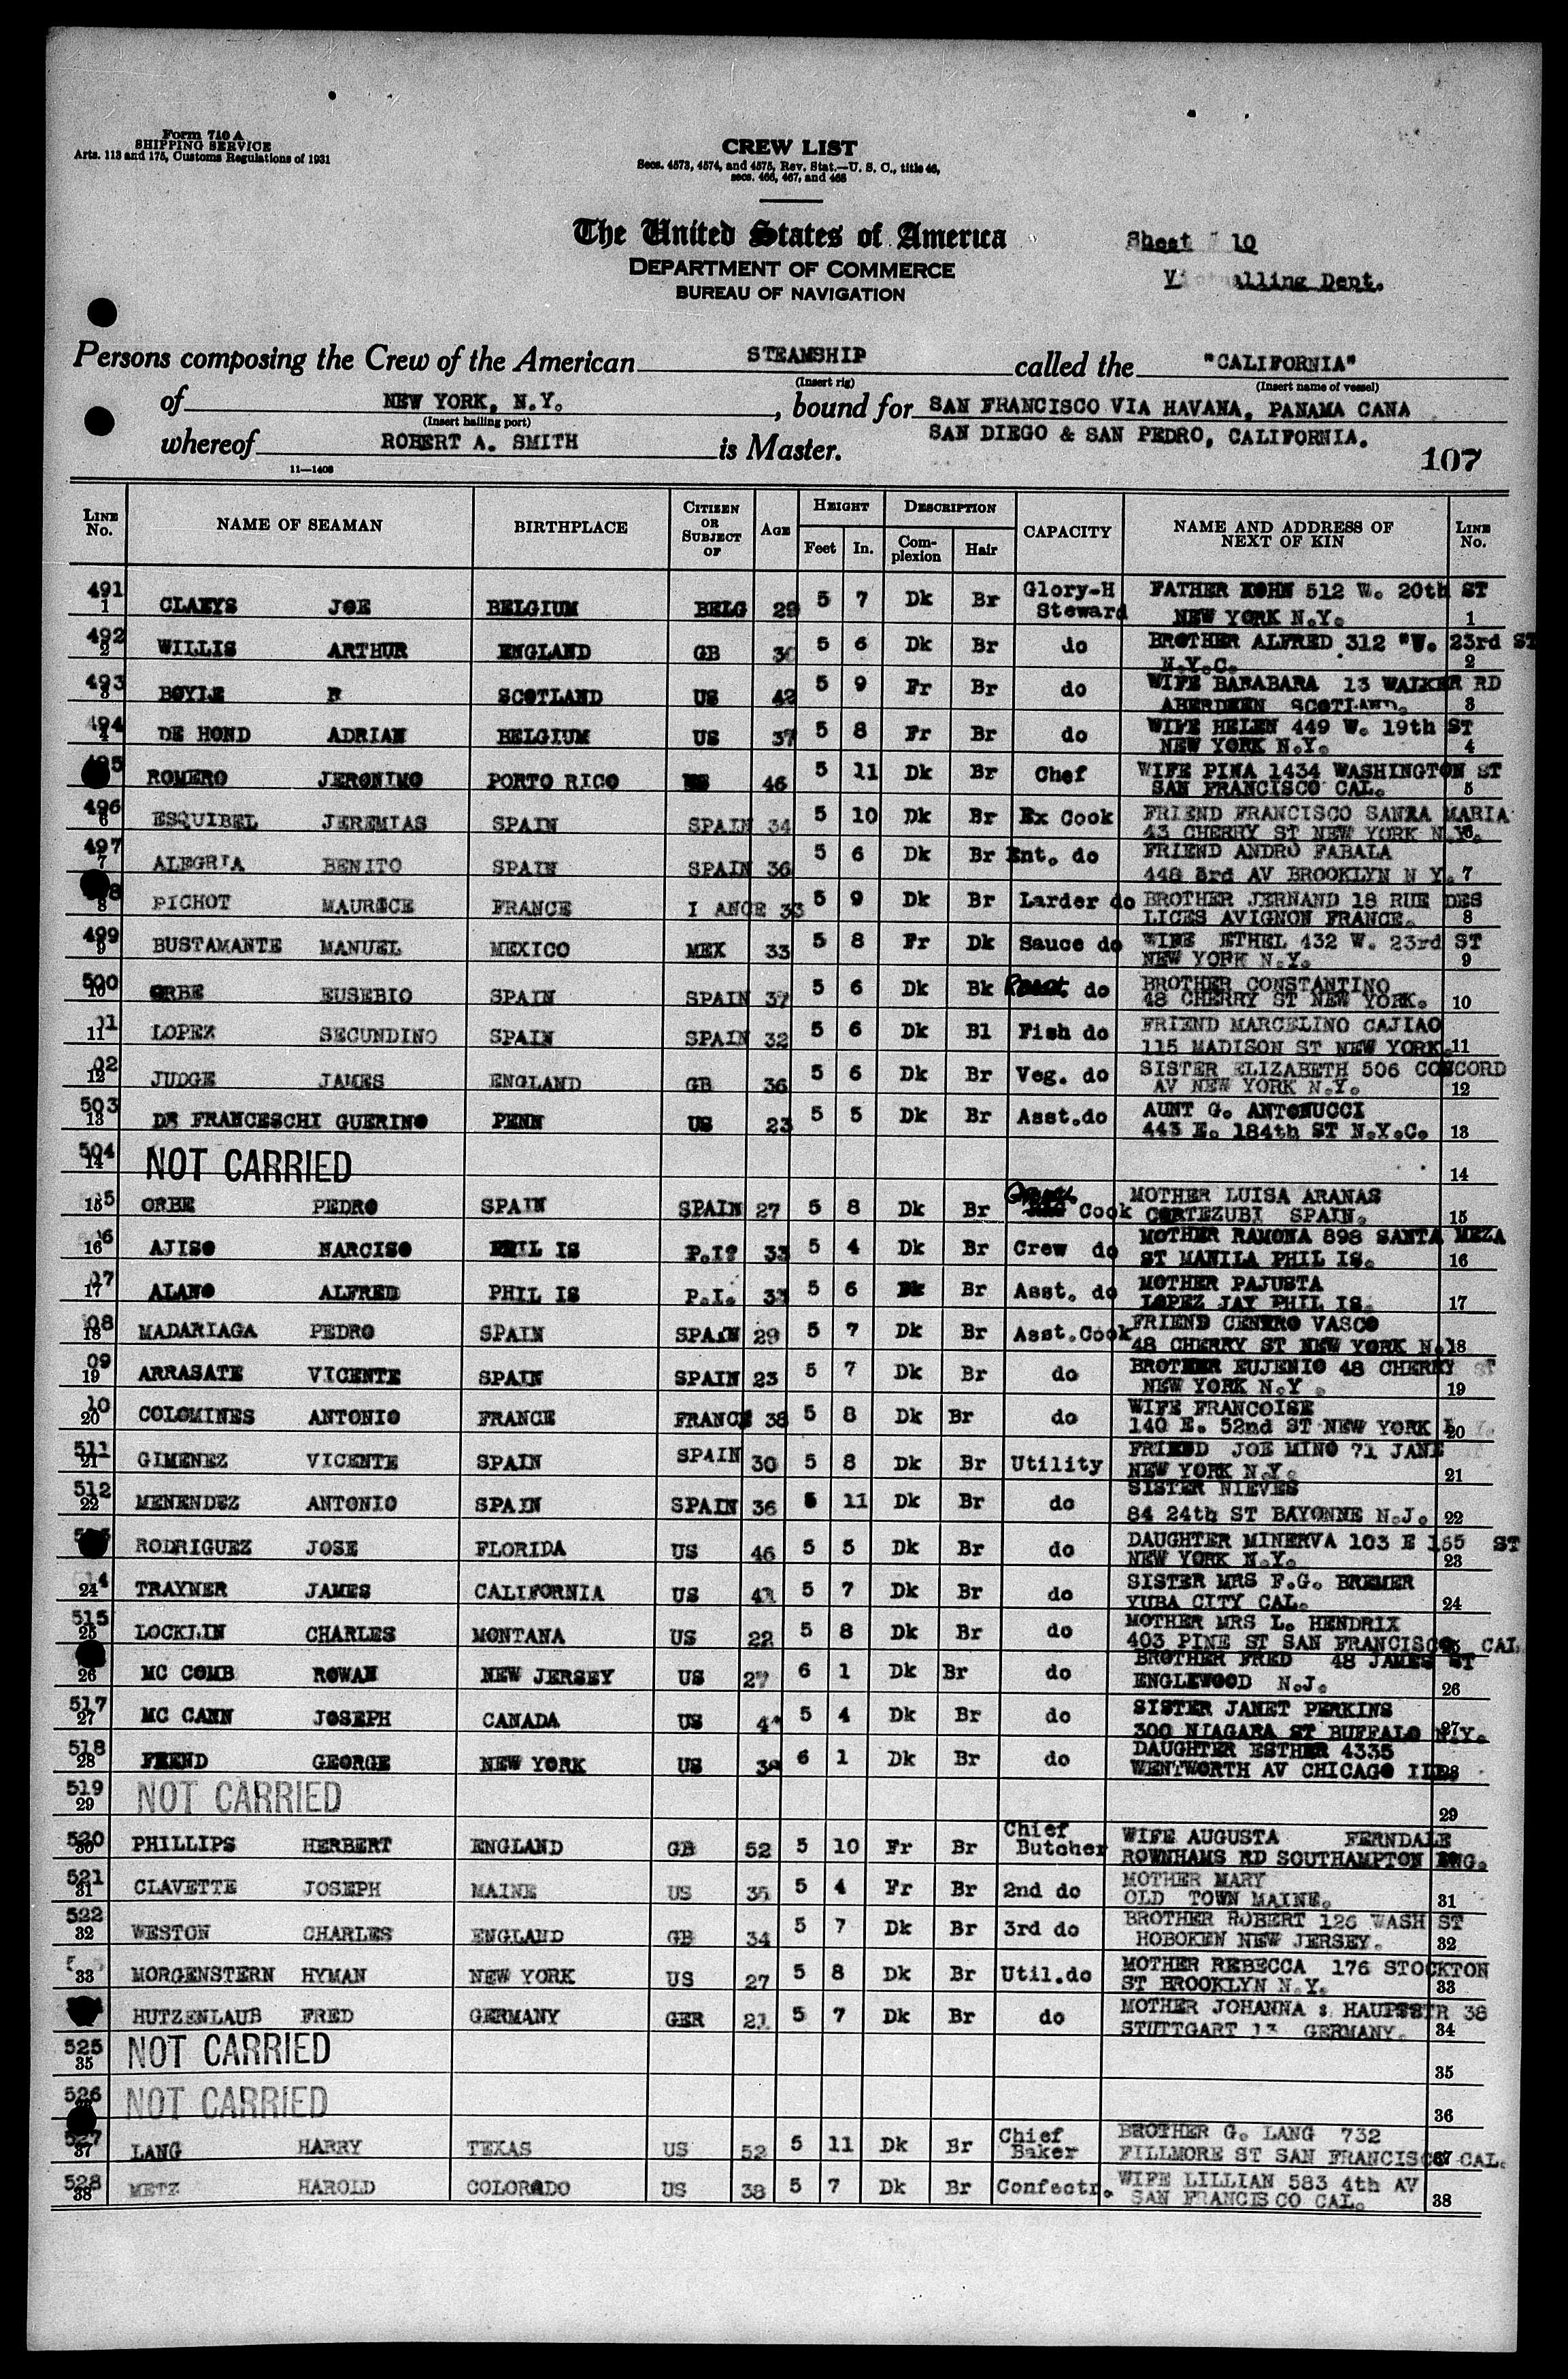 Form 710 A
SHIPPING SERVICE
Arts. 113 and 175, Customs Regulations of 1931
CREW LIST
Secs. 4573, 4574, and 4575, Rev. Stat.—U. S. C., title 46,
secs. 466, 467, and 468
The United States of America
DEPARTMENT OF COMMERCE
BUREAU OF NAVIGATION
Sheet 10
Dept.
Persons composing the Crew of the American STEAMSHIP called the "CALIFORNIA"
(Insert rig) (Insert name of vessel)
of NEW YORK, N.Y., bound for SAN FRANCISCO VIA HAVANA, PANAMA CANA
(Insert hailing port)
whereof ROBERT A. SMITH is Master. SAN DIEGO & SAN PEDRO, CALIFORNIA.
11—1408
107
LINE No. NAME OF SEAMAN BIRTHPLACE CITIZEN OR SUBJECT OF AGE HEIGHT Feet In. DESCRIPTION Complexion Hair CAPACITY NAME AND ADDRESS OF NEXT OF KIN LINE No.
491 1 CLAEYS JOE BELGIUM BELG 29 5 7 Dk Br Glory-H Steward FATHER 512 W. 20th ST NEW YORK N.Y. 1
492 2 WILLIS ARTHUR ENGLAND GB 5 6 Dk Br do BROTHER ALFRED 312 "W. 23rd ST N.Y.C. 2
493 3 BOYLE R SCOTLAND US 42 5 9 Fr Br do WIFE BARABARA 13 WALKER RD ABERDEEN SCOTLAND. 3
494 4 DE HOND ADRIAN BELGIUM US 37 5 8 Fr Br do WIFE HELEN 449 W. 19th ST NEW YORK N.Y. 4
ROMERO JERONIMO PORTO RICO US 46 5 11 Dk Br Chef WIFE PINA 1434 WASHINGTON ST SAN FRANCISCO CAL. 5
496 6 ESQUIBEL JEREMIAS SPAIN SPAIN 34 5 10 Dk Br Ex Cook FRIEND FRANCISCO MARIA 43 CHERRY ST NEW YORK N.Y. 6
497 7 ALEGRIA BENITO SPAIN SPAIN 36 5 6 Dk Br Ent. do FRIEND ANDRO FABALA 448 3rd AV BROOKLYN N Y. 7
8 PICHOT MAURICE FRANCE 33 5 9 Dk Br Larder do BROTHER JERNAND 18 RUE DES LICES AVIGNON FRANCE. 8
499 9 BUSTAMANTE MANUEL MEXICO MEX 33 5 8 Fr Dk Sauce do WIFE ETHEL 432 W. 23rd ST NEW YORK N.Y. 9
500 10 ORBE EUSEBIO SPAIN SPAIN 37 5 6 Dk Bk do BROTHER CONSTANTINO 48 CHERRY ST NEW YORK. 10
11 LOPEZ SECUNDINO SPAIN SPAIN 32 5 6 Dk Bl Fish do FRIEND MARCELINO CAJIAO 115 MADISON ST NEW YORK. 11
02 12 JUDGE JAMES ENGLAND GB 36 5 6 Dk Br Veg. do SISTER ELIZABETH 506 CONCORD AV NEW YORK N.Y. 12
503 13 DE FRANCESCHI GUERINO PENN US 23 5 5 Dk Br Asst.do AUNT G. ANTONUCCI 443 E. 184th ST N.Y.C. 13
504 14 NOT CARRIED 14
15 ORBE PEDRO SPAIN SPAIN 27 5 8 Dk Br Cook MOTHER LUISA ARANAS CORTEZUBI SPAIN. 15
16 AJISO NARCISO PHIL IS P.I? 33 5 4 Dk Br Crew do MOTHER RAMONA 898 SANTA MEZA ST MANILA PHIL IS. 16
07 17 ALANO ALFRED PHIL IS P.I. 5 6 Dk Br Asst. do MOTHER PAJUSTA LOPEZ JAY PHIL IS. 17
08 18 MADARIAGA PEDRO SPAIN SPAIN 29 5 7 Dk Br Asst.Cook FRIEND CENERO VASCO 48 CHERRY ST NEW YORK N. 18
09 19 ARRASATE VICENTE SPAIN SPAIN 23 5 7 Dk Br do BROTHER EUJENIO 48 CHERRY ST NEW YORK N.Y. 19
10 20 COLOMINES ANTONIO FRANCE FRANCE 38 5 8 Dk Br do WIFE FRANCOISE 140 E. 52nd ST NEW YORK 20
511 21 GIMENEZ VICENTE SPAIN SPAIN 30 5 8 Dk Br Utility FRIEND JOE MINO 71 JANE NEW YORK N.Y. 21
512 22 MENENDEZ ANTONIO SPAIN SPAIN 36 5 11 Dk Br do SISTER NIEVES 84 24th ST BAYONNE N.J. 22
RODRIGUEZ JOSE FLORIDA US 46 5 5 Dk Br do DAUGHTER MINERVA 103 E 165 ST NEW YORK N.Y. 23
24 TRAYNER JAMES CALIFORNIA US 5 7 Dk Br do SISTER MRS F.G. BREMER YUBA CITY CAL. 24
515 25 LOCKLIN CHARLES MONTANA US 22 5 8 Dk Br do MOTHER MRS L. HENDRIX 403 PINE ST SAN FRANCISCO CAL 25
26 MC COMB ROWAN NEW JERSEY US 27 6 1 Dk Br do BROTHER FRED 48 JAMES ST ENGLEWOOD N.J. 26
517 27 MC CANN JOSEPH CANADA US 5 4 Dk Br do SISTER JANET PERKINS 300 NIAGARA ST BUFFALO N.Y. 27
518 28 FREND GEORGE NEW YORK US 6 1 Dk Br do DAUGHTER ESTHER 4335 WENTWORTH AV CHICAGO ILL. 28
519 29 NOT CARRIED 29
520 30 PHILLIPS HERBERT ENGLAND GB 52 5 10 Fr Br Chief Butcher WIFE AUGUSTA FERNDALE ROWNHAMS RD SOUTHAMPTON ENG.
521 31 CLAVETTE JOSEPH MAINE US 35 5 4 Fr Br 2nd do MOTHER MARY OLD TOWN MAINE. 31
522 32 WESTON CHARLES ENGLAND GB 34 5 7 Dk Br 3rd do BROTHER ROBERT 126 WASH ST HOBOKEN NEW JERSEY. 32
33 MORGENSTERN HYMAN NEW YORK US 27 5 8 Dk Br Util.do MOTHER REBECCA 176 STOCKTON ST BROOKLYN N.Y. 33
HUTZENLAUB FRED GERMANY GER 21 5 7 Dk Br do MOTHER JOHANNA : HAUPTSTR 38 STUTTGART 13 GERMANY. 34
525 35 NOT CARRIED 35
526 NOT CARRIED 36
527 37 LANG HARRY TEXAS US 52 5 11 Dk Br Chief Baker BROTHER G. LANG 732 FILLMORE ST SAN FRANCISCO CAL. 37
528 38 METZ HAROLD COLORADO US 38 5 7 Dk Br Confectr. WIFE LILLIAN 583 4th AV SAN FRANCISCO CAL. 38